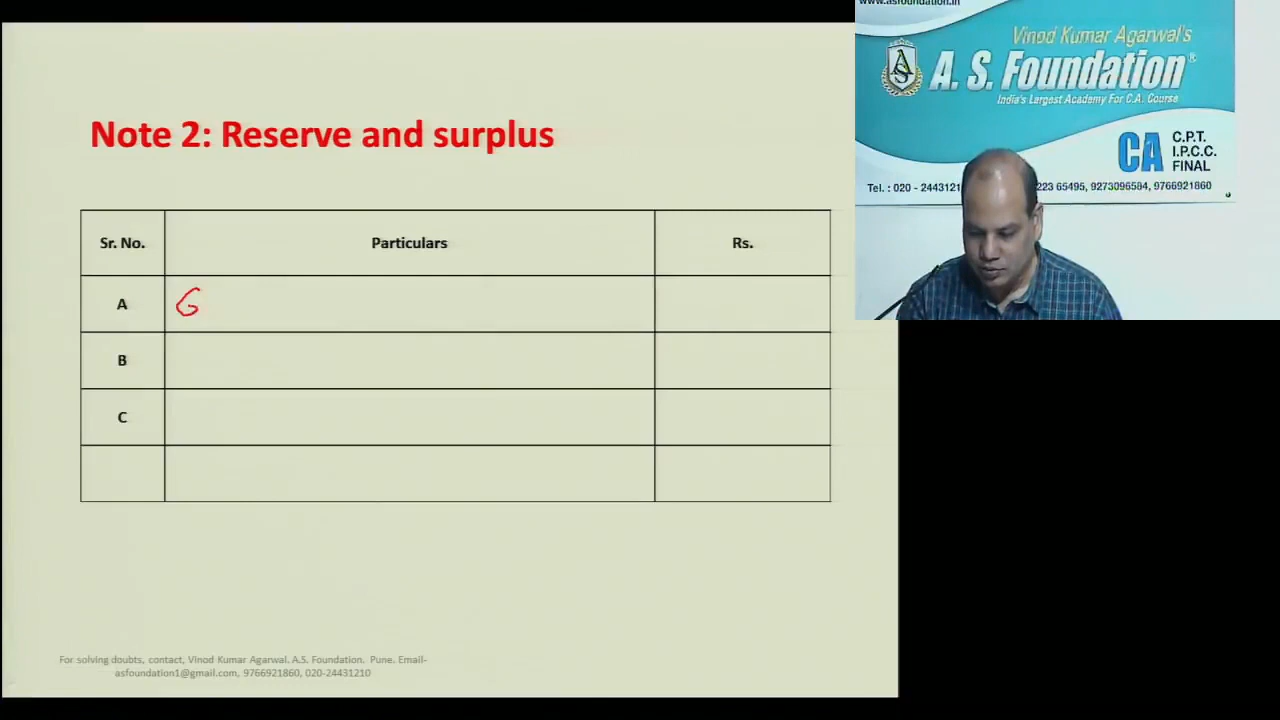 www.asfoundation.in
Vinod Kumar Agarwal's
A. S. Foundation®
India's Largest Academy For C.A. Course
CA
C.P.T.
I.P.C.C.
FINAL
Tel. : 020 - 2443121 223 65495, 9273096584, 9766921860
Note 2: Reserve and surplus
Sr. No. Particulars Rs.
A G
B
C
For solving doubts, contact, Vinod Kumar Agarwal. A.S. Foundation. Pune. Email-
asfoundation1@gmail.com, 9766921860, 020-24431210